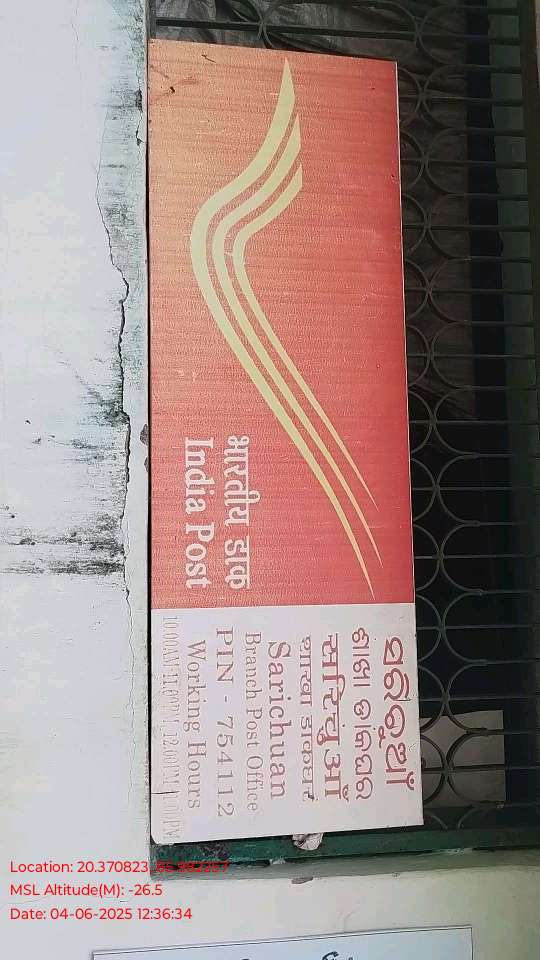 भारतीय डाक
India Post
ସରିଚୂଆଁ
ଶାଖା ଡାକଘର
सरिचुआँ
शाखा डाकघर
Sarichuan
Branch Post Office
PIN - 754112
Working Hours
Location: 20.370823,
MSL Altitude(M): -26.5
Date: 04-06-2025 12:36:34